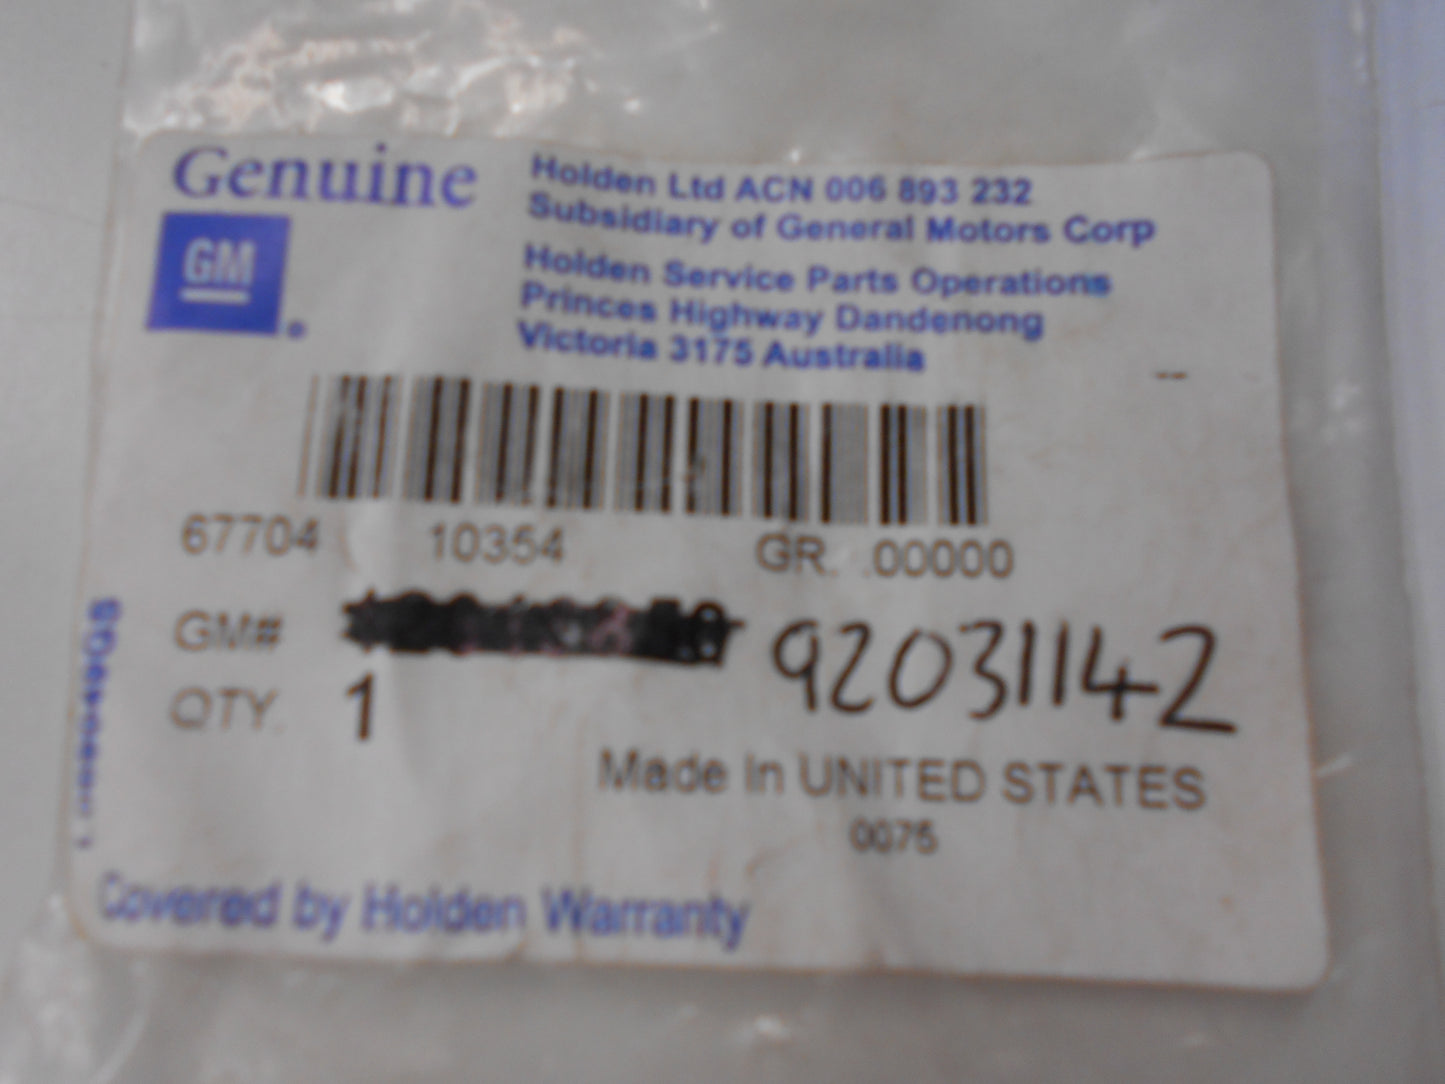 Genuine
GM
Holden Ltd ACN 006 893 232
Subsidiary of General Motors Corp
Holden Service Parts Operations
Princes Highway Dandenong
Victoria 3175 Australia
--
67704 10354 GR. .00000
GM# 92031142
QTY. 1
Made In UNITED STATES
0075
Covered by Holden Warranty